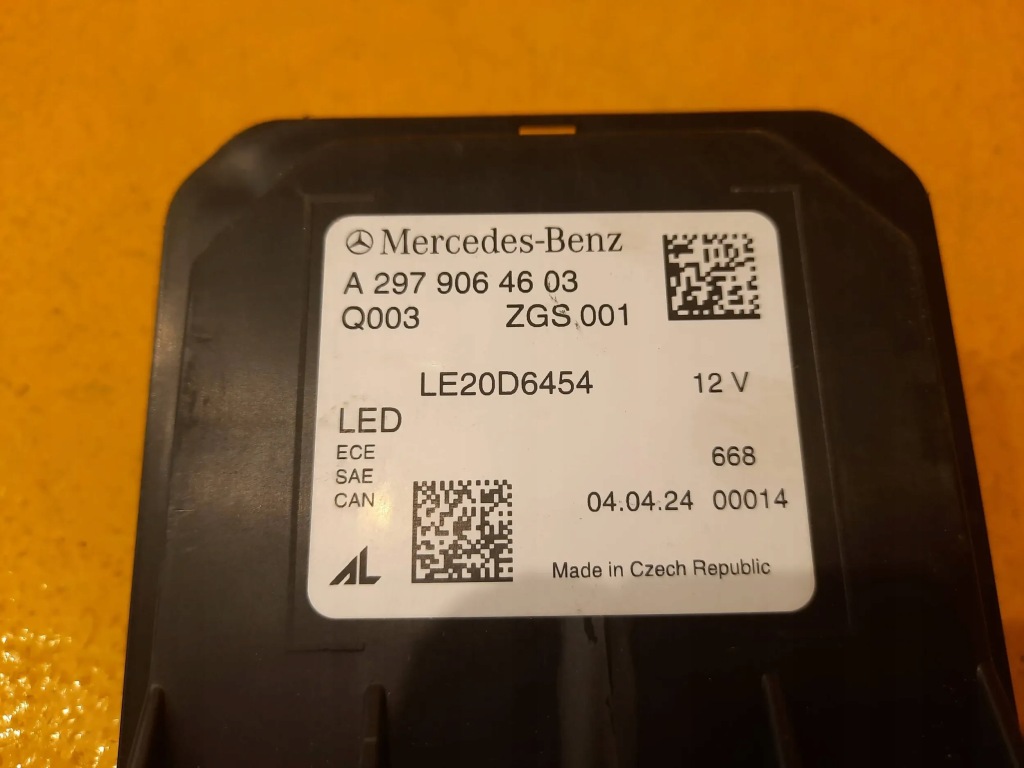 Mercedes-Benz
A 297 906 46 03
Q003 ZGS.001
LE20D6454 12 V
LED
ECE 668
SAE
CAN 04.04.24 00014
AL
Made in Czech Republic